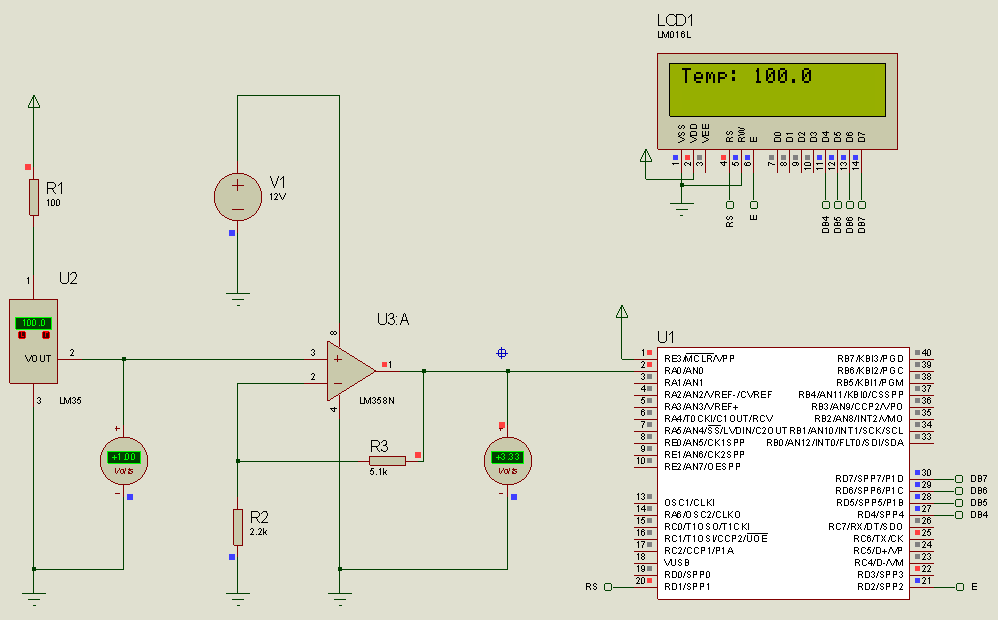 LCD1
LM016L
Temp: 100.0
VSS
VDD
VEE
RS
RW
E
D0
D1
D2
D3
D4
D5
D6
D7
1
2
3
4
5
6
7
8
9
10
11
12
13
14
RS
E
DB4
DB5
DB6
DB7
R1
100
V1
12V
U2
1
100.0
VOUT
2
3
LM35
U3:A
8
3
2
1
4
LM358N
+1.00
Volts
R3
5.1k
+3.33
Volts
R2
2.2k
U1
1 RE3/MCLR/VPP
2 RA0/AN0
3 RA1/AN1
4 RA2/AN2/VREF-/CVREF
5 RA3/AN3/VREF+
6 RA4/T0CKI/C1OUT/RCV
7 RA5/AN4/SS/LVDIN/C2OUT
8 RE0/AN5/CK1SPP
9 RE1/AN6/CK2SPP
10 RE2/AN7/OESPP
13 OSC1/CLKI
14 RA6/OSC2/CLKO
15 RC0/T1OSO/T1CKI
16 RC1/T1OSI/CCP2/UOE
17 RC2/CCP1/P1A
18 VUSB
19 RD0/SPP0
20 RD1/SPP1
RS
RB7/KBI3/PGD 40
RB6/KBI2/PGC 39
RB5/KBI1/PGM 38
RB4/AN11/KBI0/CSSPP 37
RB3/AN9/CCP2/VPO 36
RB2/AN8/INT2/VMO 35
RB1/AN10/INT1/SCK/SCL 34
RB0/AN12/INT0/FLT0/SDI/SDA 33
RD7/SPP7/P1D 30 DB7
RD6/SPP6/P1C 29 DB6
RD5/SPP5/P1B 28 DB5
RD4/SPP4 27 DB4
RC7/RX/DT/SDO 26
RC6/TX/CK 25
RC5/D+/VP 24
RC4/D-/VM 23
RD3/SPP3 22
RD2/SPP2 21 E